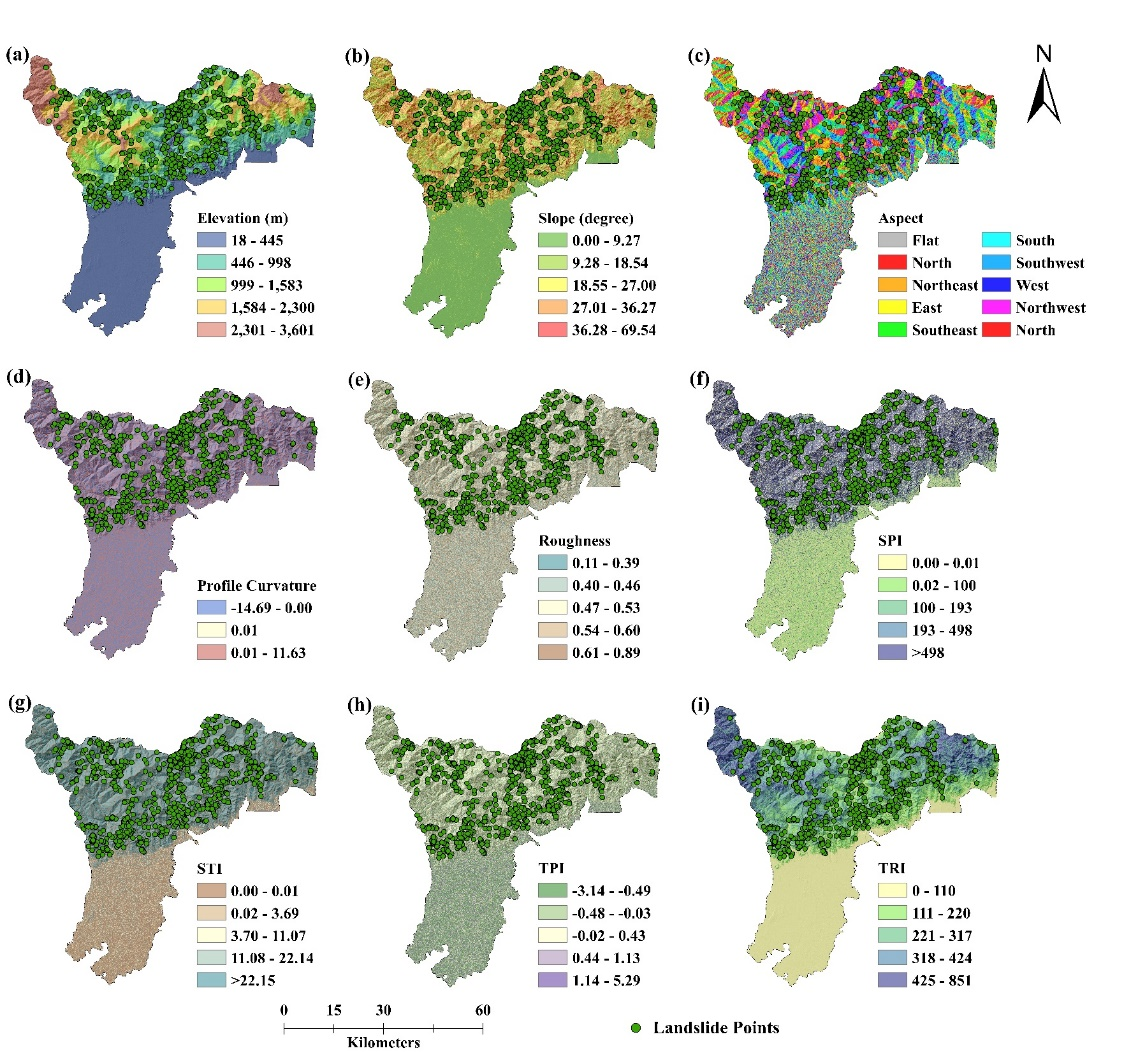 (a)
(b)
(c)
N
Elevation (m)
18 - 445
446 - 998
999 - 1,583
1,584 - 2,300
2,301 - 3,601
Slope (degree)
0.00 - 9.27
9.28 - 18.54
18.55 - 27.00
27.01 - 36.27
36.28 - 69.54
Aspect
Flat
North
Northeast
East
Southeast
South
Southwest
West
Northwest
North
(d)
(e)
(f)
Profile Curvature
-14.69 - 0.00
0.01
0.01 - 11.63
Roughness
0.11 - 0.39
0.40 - 0.46
0.47 - 0.53
0.54 - 0.60
0.61 - 0.89
SPI
0.00 - 0.01
0.02 - 100
100 - 193
193 - 498
>498
(g)
(h)
(i)
STI
0.00 - 0.01
0.02 - 3.69
3.70 - 11.07
11.08 - 22.14
>22.15
TPI
-3.14 - -0.49
-0.48 - -0.03
-0.02 - 0.43
0.44 - 1.13
1.14 - 5.29
TRI
0 - 110
111 - 220
221 - 317
318 - 424
425 - 851
0 15 30 60
Kilometers
Landslide Points